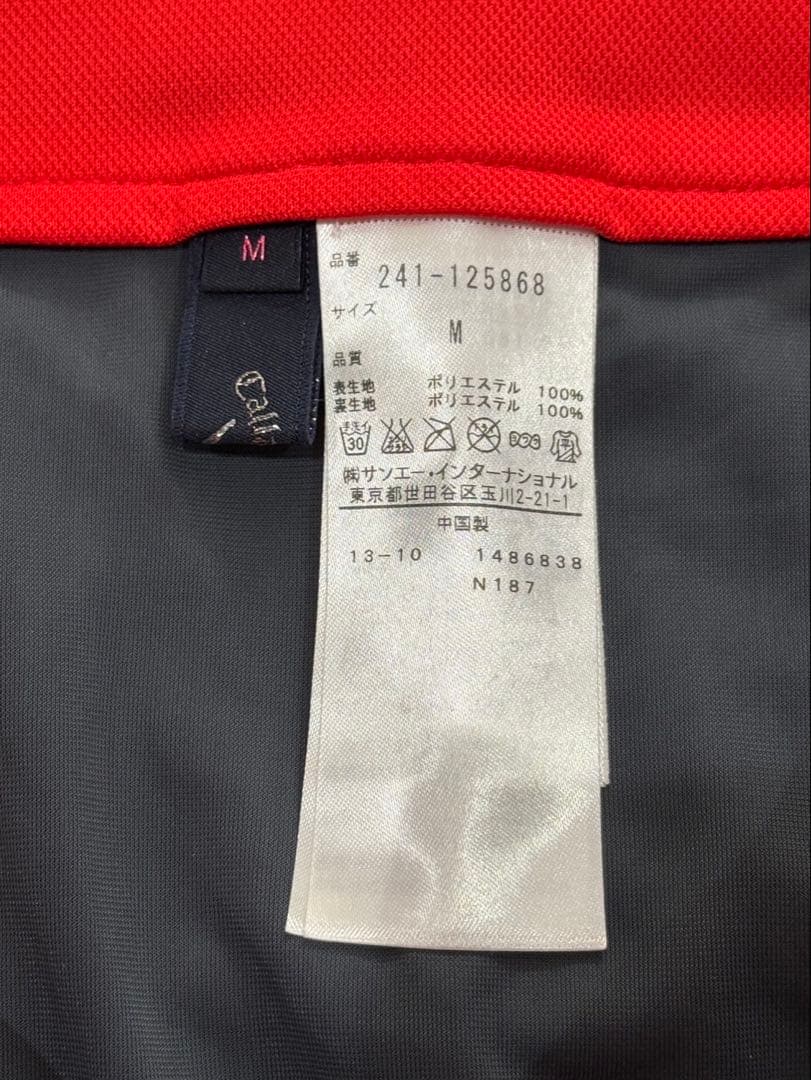 M
品番
241-125868
サイズ
M
品質
表生地 ポリエステル 100%
裏生地 ポリエステル 100%
手洗イ
30
(株)サンエー・インターナショナル
東京都世田谷区玉川2-21-1
中国製
13-10 1486838
N187